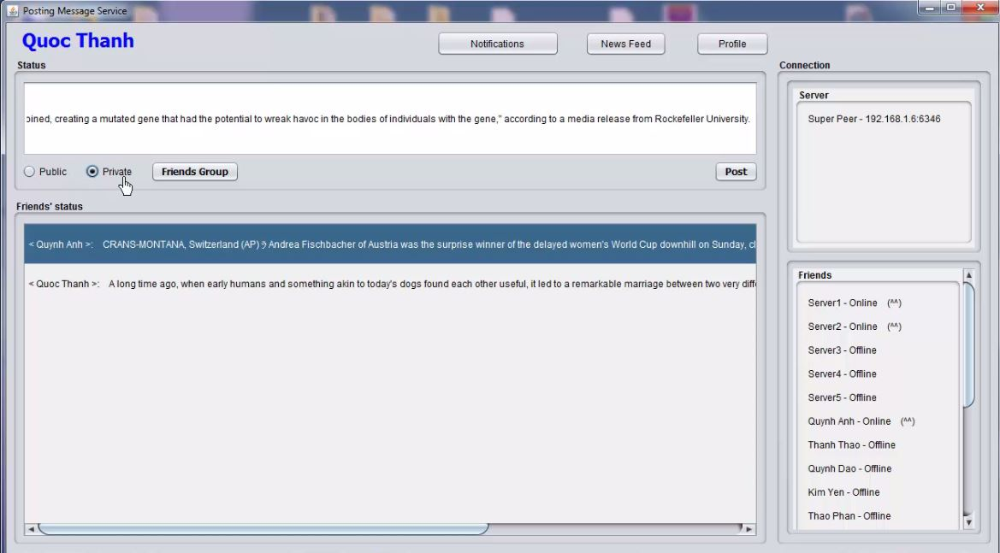 Posting Message Service
Quoc Thanh
Notifications
News Feed
Profile
Status
oined, creating a mutated gene that had the potential to wreak havoc in the bodies of individuals with the gene," according to a media release from Rockefeller University.
Public
Private
Friends Group
Post
Friends' status
< Quynh Anh >: CRANS-MONTANA, Switzerland (AP) ? Andrea Fischbacher of Austria was the surprise winner of the delayed women's World Cup downhill on Sunday, cl
< Quoc Thanh >: A long time ago, when early humans and something akin to today's dogs found each other useful, it led to a remarkable marriage between two very diffe
Connection
Server
Super Peer - 192.168.1.6:6346
Friends
Server1 - Online (^^)
Server2 - Online (^^)
Server3 - Offline
Server4 - Offline
Server5 - Offline
Quynh Anh - Online (^^)
Thanh Thao - Offline
Quynh Dao - Offline
Kim Yen - Offline
Thao Phan - Offline